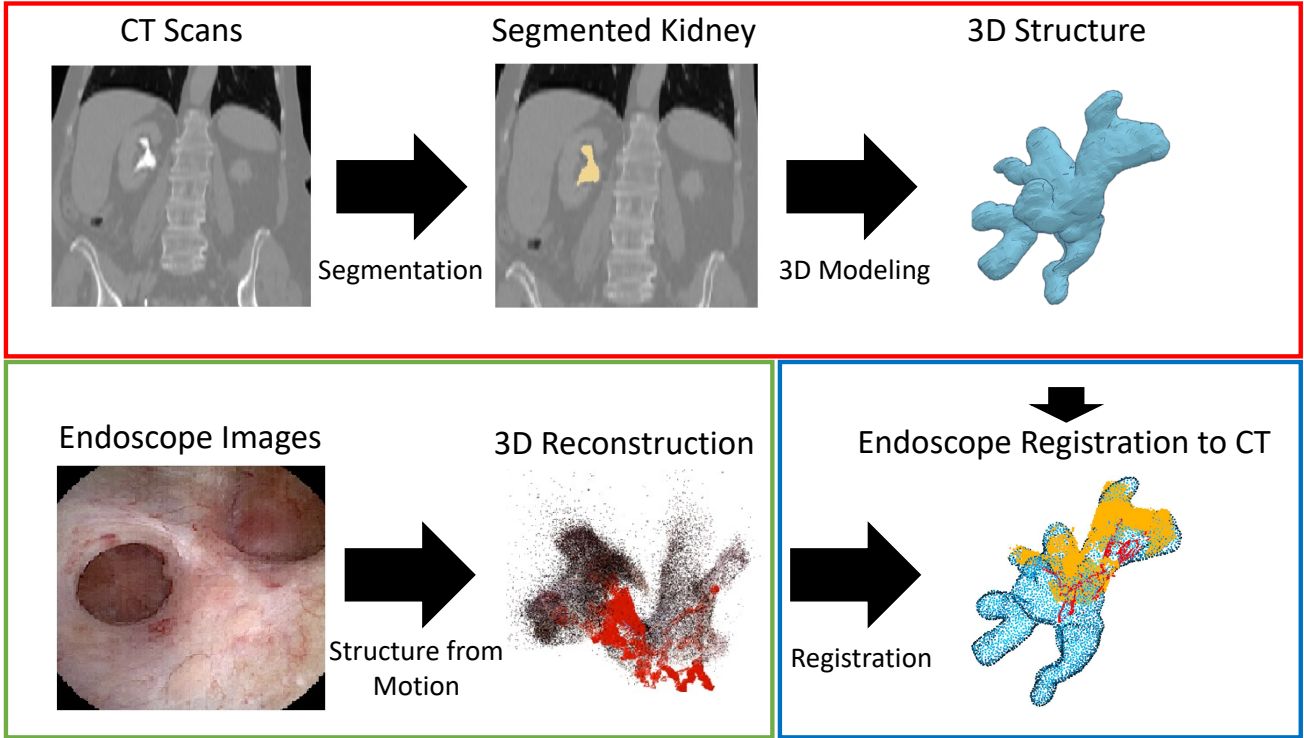 CT Scans
Segmented Kidney
3D Structure
Segmentation
3D Modeling
Endoscope Images
3D Reconstruction
Endoscope Registration to CT
Structure from
Motion
Registration